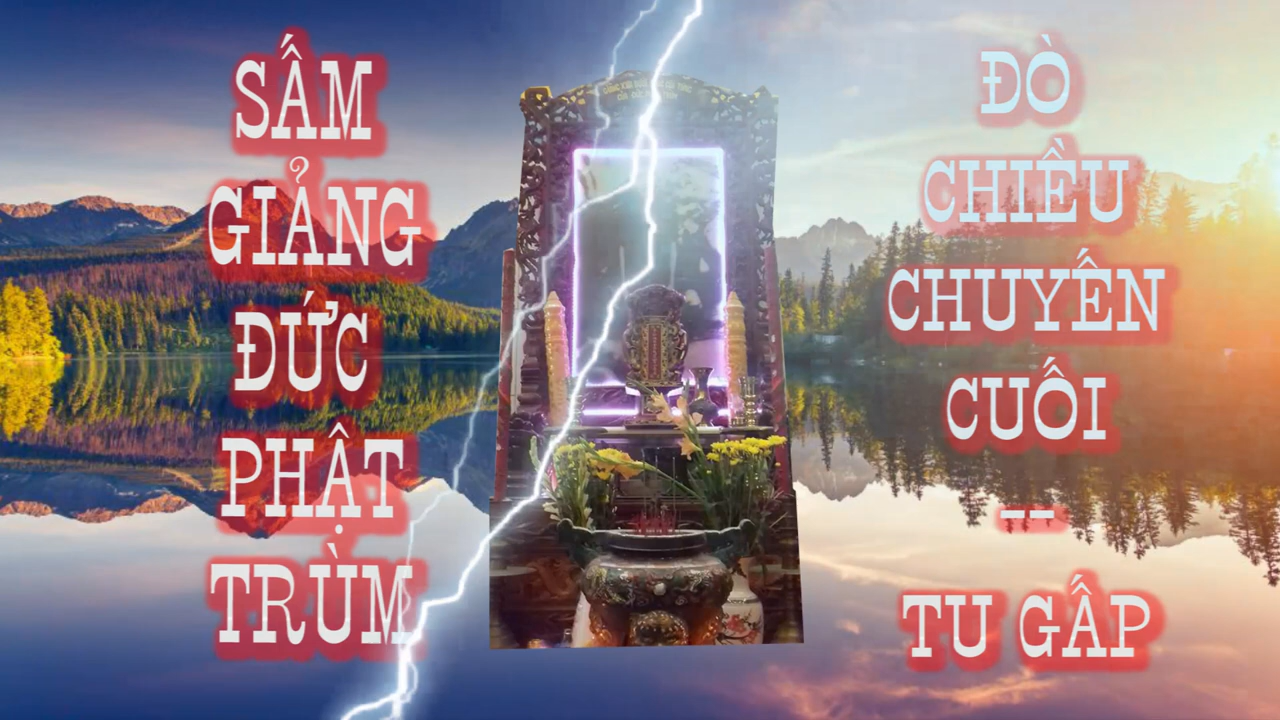 SẤM
GIẢNG
ĐỨC
PHẬT
TRÙM
ĐÒ
CHIỀU
CHUYẾN
CUỐI
--
TU GẤP